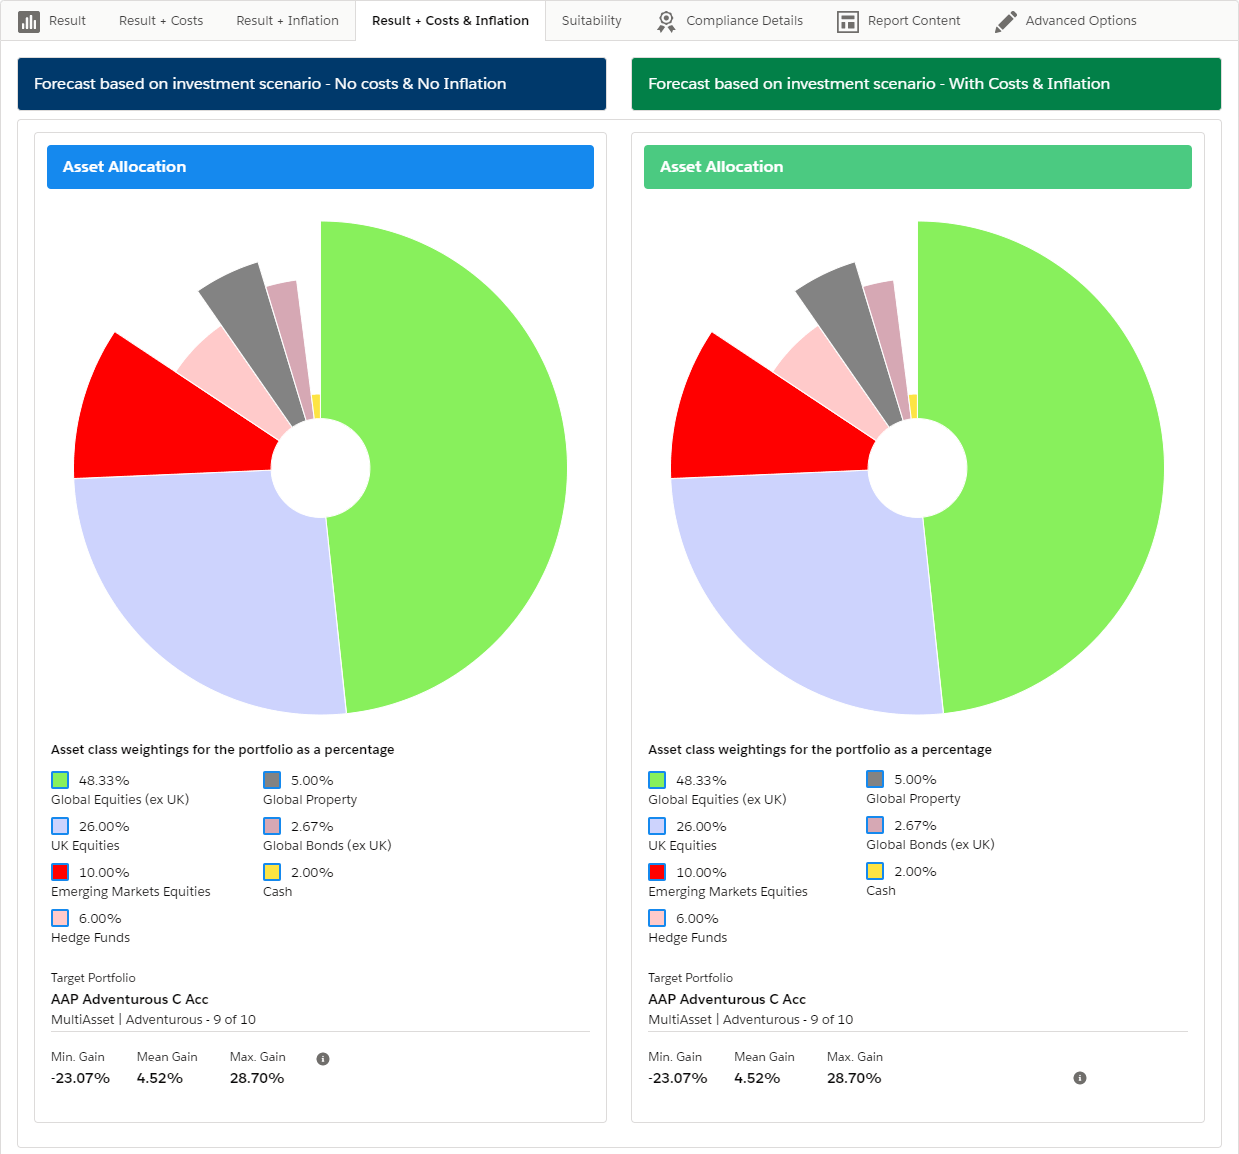 Result
Result + Costs
Result + Inflation
Result + Costs & Inflation
Suitability
Compliance Details
Report Content
Advanced Options
Forecast based on investment scenario - No costs & No Inflation
Asset Allocation
Asset class weightings for the portfolio as a percentage
48.33%
Global Equities (ex UK)
26.00%
UK Equities
10.00%
Emerging Markets Equities
6.00%
Hedge Funds
5.00%
Global Property
2.67%
Global Bonds (ex UK)
2.00%
Cash
Target Portfolio
AAP Adventurous C Acc
MultiAsset | Adventurous - 9 of 10
Min. Gain
-23.07%
Mean Gain
4.52%
Max. Gain
28.70%
Forecast based on investment scenario - With Costs & Inflation
Asset Allocation
Asset class weightings for the portfolio as a percentage
48.33%
Global Equities (ex UK)
26.00%
UK Equities
10.00%
Emerging Markets Equities
6.00%
Hedge Funds
5.00%
Global Property
2.67%
Global Bonds (ex UK)
2.00%
Cash
Target Portfolio
AAP Adventurous C Acc
MultiAsset | Adventurous - 9 of 10
Min. Gain
-23.07%
Mean Gain
4.52%
Max. Gain
28.70%